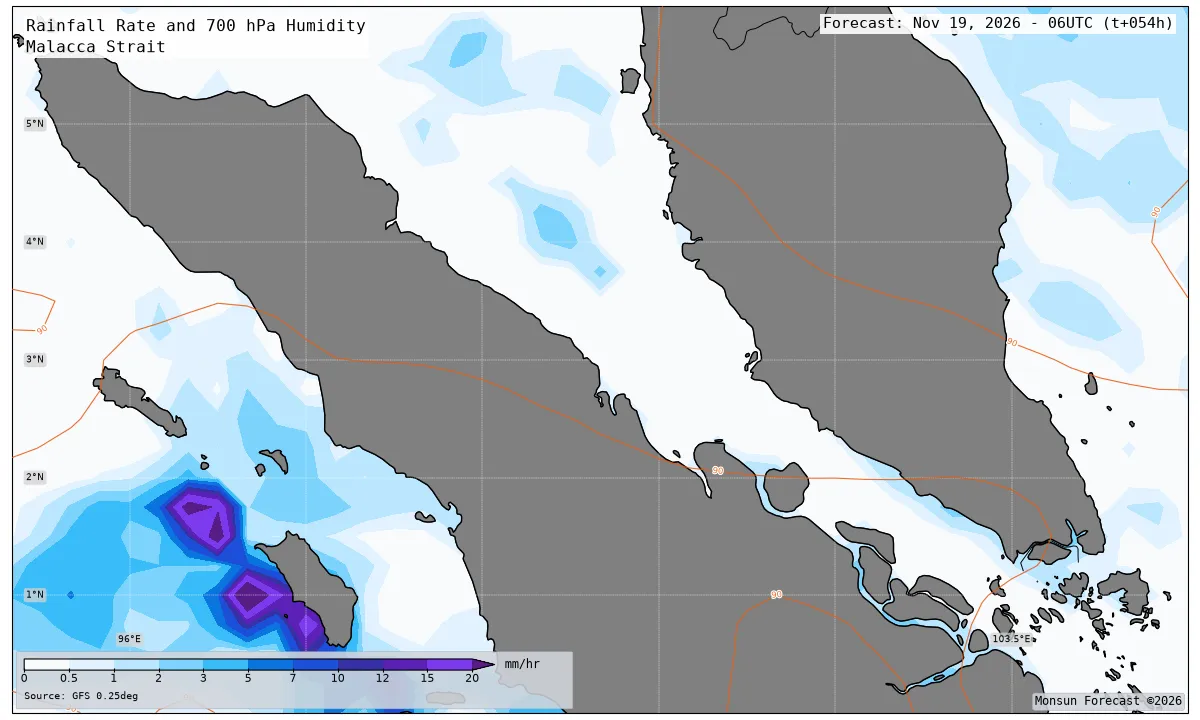 Rainfall Rate and 700 hPa Humidity
Malacca Strait
Forecast: Nov 19, 2026 - 06UTC (t+054h)
5°N
90
4°N
90
90
3°N
90
2°N
90
1°N
96°E
103.5°E
mm/hr
0 0.5 1 2 3 5 7 10 12 15 20
Source: GFS 0.25deg
Monsun Forecast ©2026